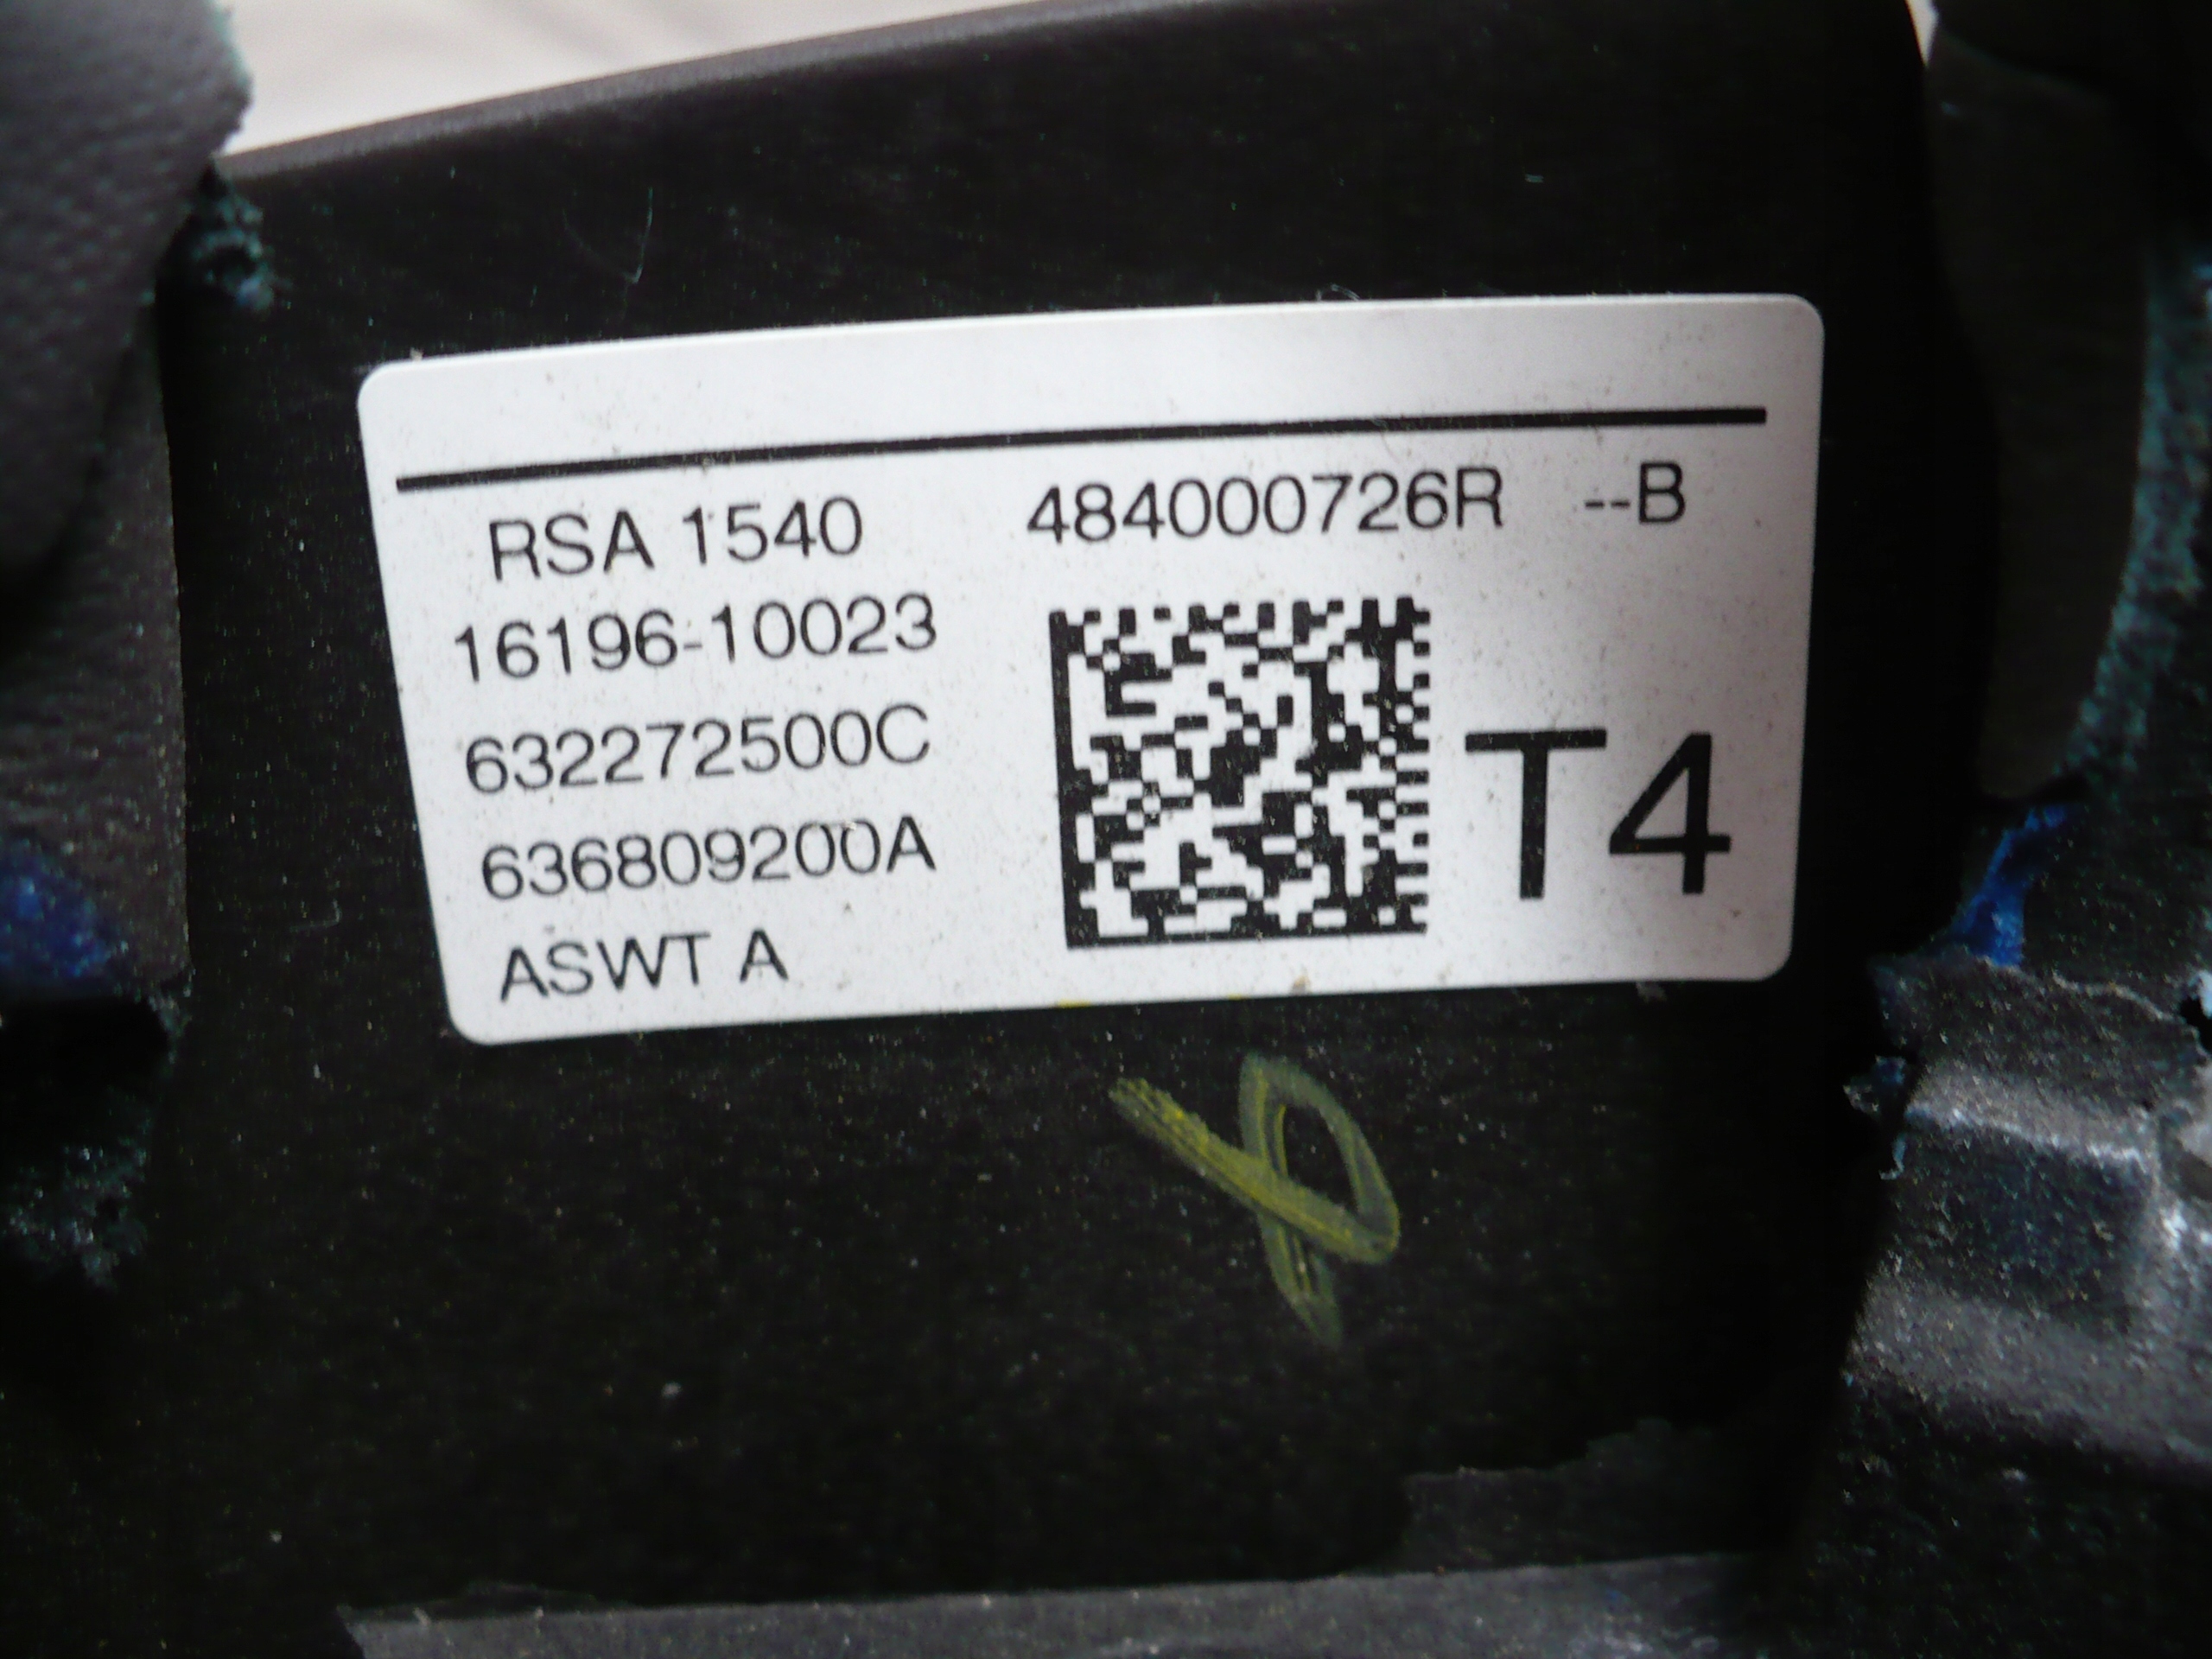 RSA 1540 484000726R --B
16196-10023
632272500C
636809200A
T4
ASWT A